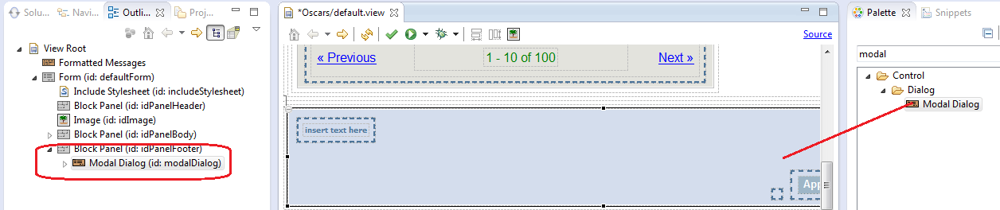 Solu...
Navi...
Outli...
Proj...
View Root
Formatted Messages
Form (id: defaultForm)
Include Stylesheet (id: includeStylesheet)
Block Panel (id: idPanelHeader)
Image (id: idImage)
Block Panel (id: idPanelBody)
Block Panel (id: idPanelFooter)
Modal Dialog (id: modalDialog)
*Oscars/default.view
Source
« Previous
1 - 10 of 100
Next »
insert text here
App
Palette
Snippets
modal
Control
Dialog
Modal Dialog